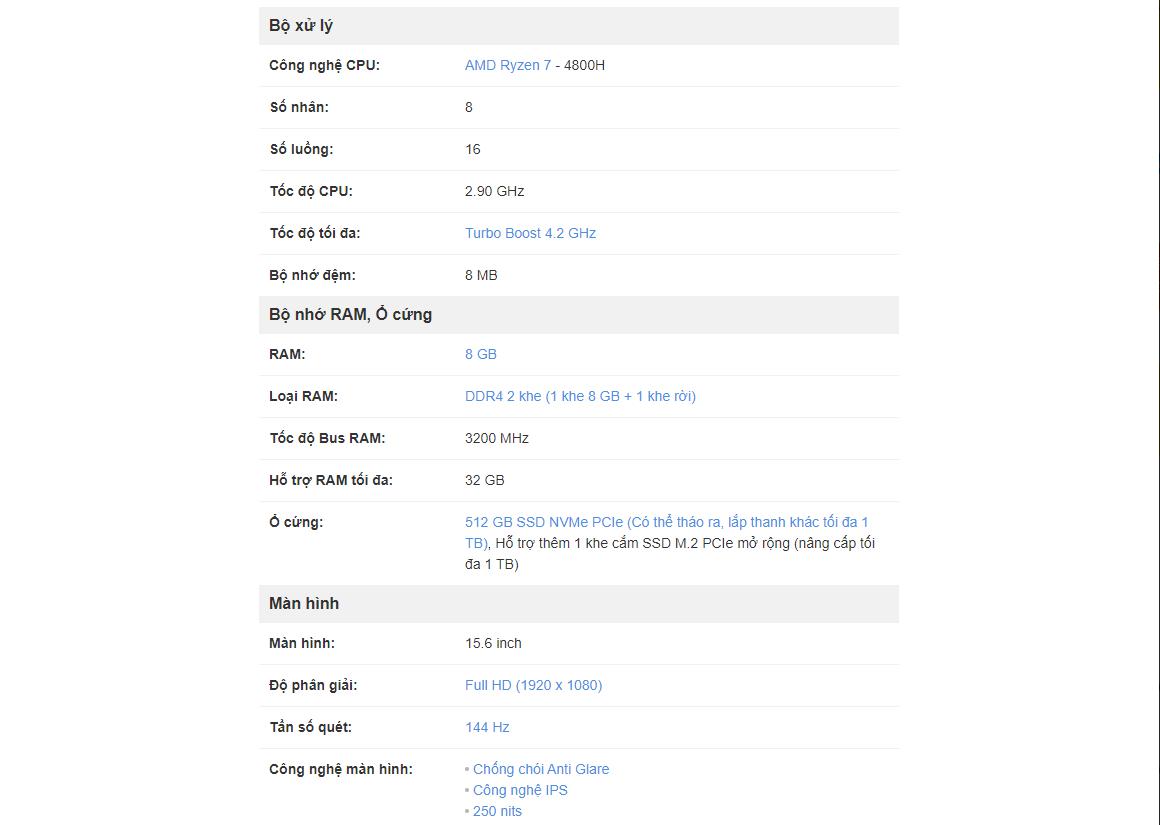 Bộ xử lý
Công nghệ CPU: AMD Ryzen 7 - 4800H
Số nhân: 8
Số luồng: 16
Tốc độ CPU: 2.90 GHz
Tốc độ tối đa: Turbo Boost 4.2 GHz
Bộ nhớ đệm: 8 MB
Bộ nhớ RAM, Ổ cứng
RAM: 8 GB
Loại RAM: DDR4 2 khe (1 khe 8 GB + 1 khe rời)
Tốc độ Bus RAM: 3200 MHz
Hỗ trợ RAM tối đa: 32 GB
Ổ cứng: 512 GB SSD NVMe PCIe (Có thể tháo ra, lắp thanh khác tối đa 1
TB), Hỗ trợ thêm 1 khe cắm SSD M.2 PCIe mở rộng (nâng cấp tối
đa 1 TB)
Màn hình
Màn hình: 15.6 inch
Độ phân giải: Full HD (1920 x 1080)
Tần số quét: 144 Hz
Công nghệ màn hình: • Chống chói Anti Glare
• Công nghệ IPS
• 250 nits